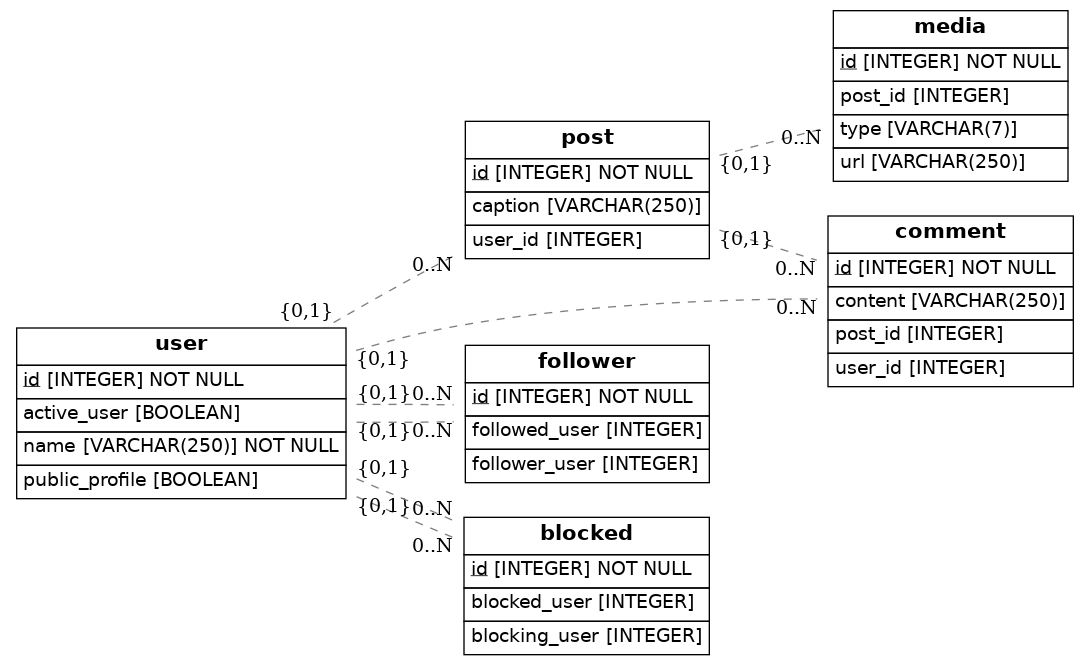 media
id [INTEGER] NOT NULL
post_id [INTEGER]
type [VARCHAR(7)]
url [VARCHAR(250)]
0..N
{0,1}
post
id [INTEGER] NOT NULL
caption [VARCHAR(250)]
user_id [INTEGER]
{0,1}
0..N
comment
id [INTEGER] NOT NULL
content [VARCHAR(250)]
post_id [INTEGER]
user_id [INTEGER]
0..N
{0,1}
0..N
{0,1}
user
id [INTEGER] NOT NULL
active_user [BOOLEAN]
name [VARCHAR(250)] NOT NULL
public_profile [BOOLEAN]
{0,1} 0..N
{0,1} 0..N
{0,1}
0..N
{0,1}
0..N
follower
id [INTEGER] NOT NULL
followed_user [INTEGER]
follower_user [INTEGER]
blocked
id [INTEGER] NOT NULL
blocked_user [INTEGER]
blocking_user [INTEGER]